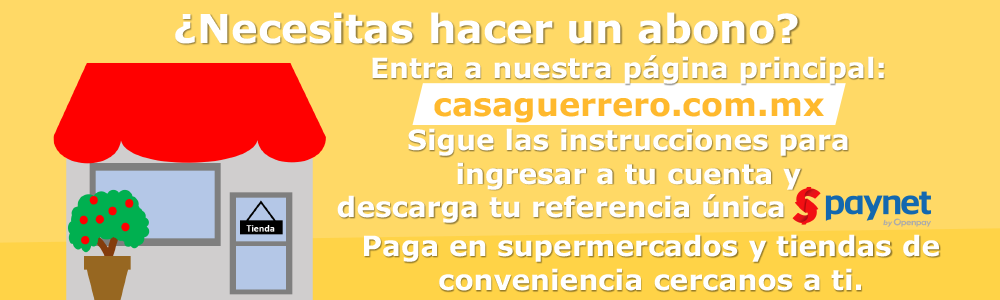 ¿Necesitas hacer un abono?
Entra a nuestra página principal:
casaguerrero.com.mx
Sigue las instrucciones para
ingresar a tu cuenta y
descarga tu referencia única paynet
by Openpay
Paga en supermercados y tiendas de
conveniencia cercanos a ti.
Tienda